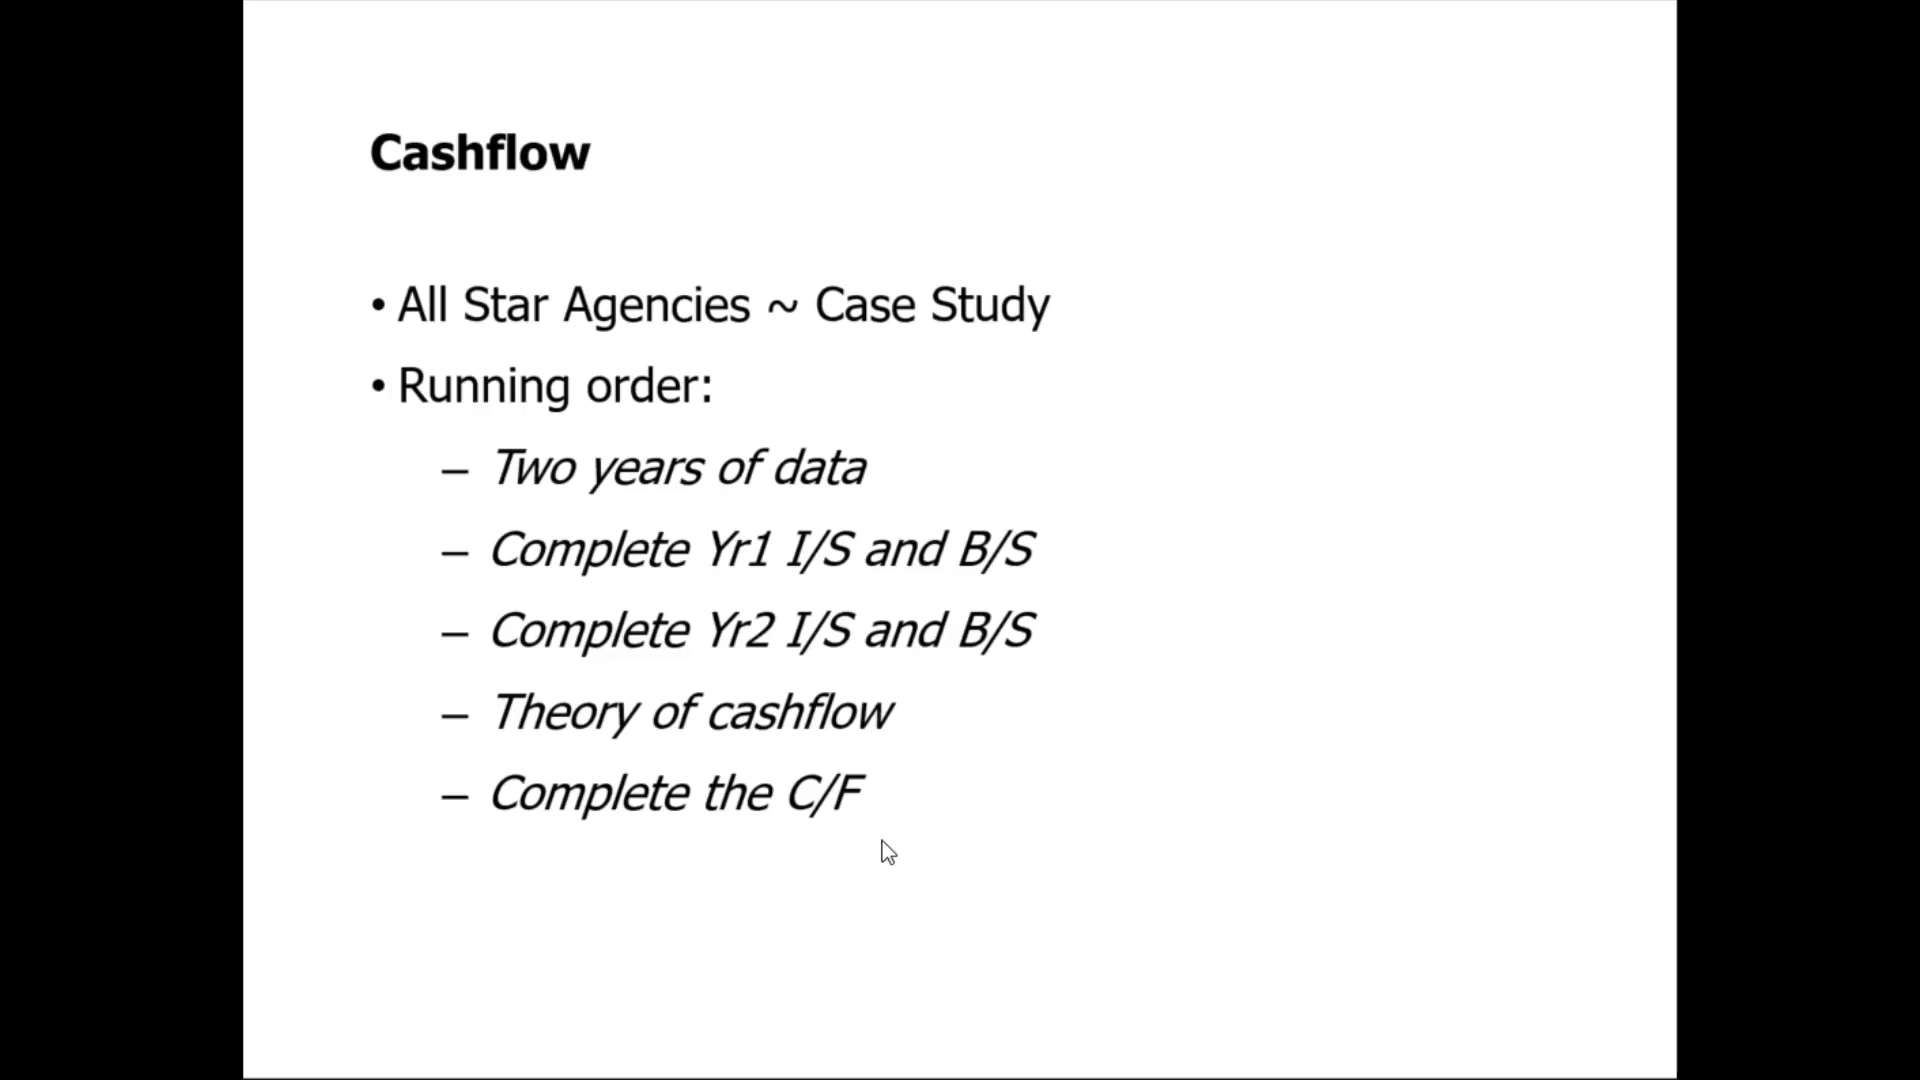 Cashflow
• All Star Agencies ~ Case Study
• Running order:
– Two years of data
– Complete Yr1 I/S and B/S
– Complete Yr2 I/S and B/S
– Theory of cashflow
– Complete the C/F